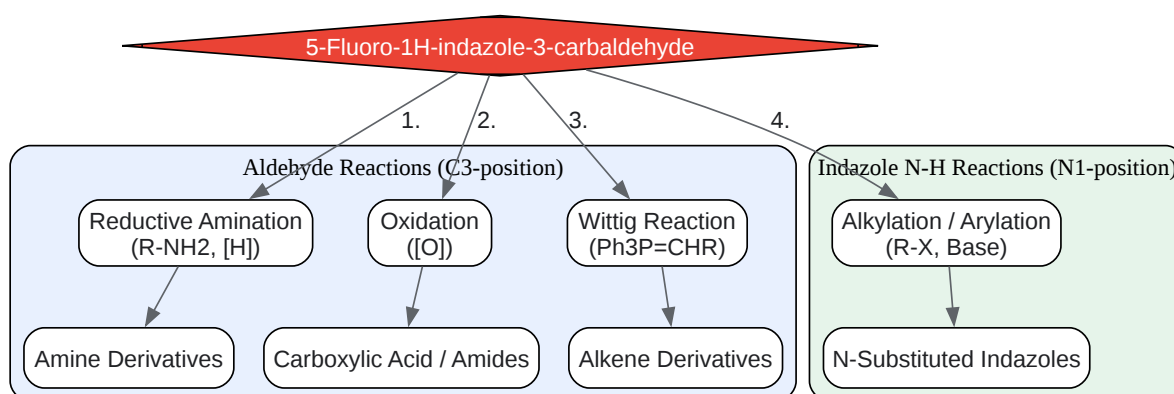 5-Fluoro-1H-indazole-3-carbaldehyde
1.
2.
3.
4.
Aldehyde Reactions (C3-position)
Indazole N-H Reactions (N1-position)
Reductive Amination
(R-NH2, [H])
Oxidation
([O])
Wittig Reaction
(Ph3P=CHR)
Alkylation / Arylation
(R-X, Base)
Amine Derivatives
Carboxylic Acid / Amides
Alkene Derivatives
N-Substituted Indazoles